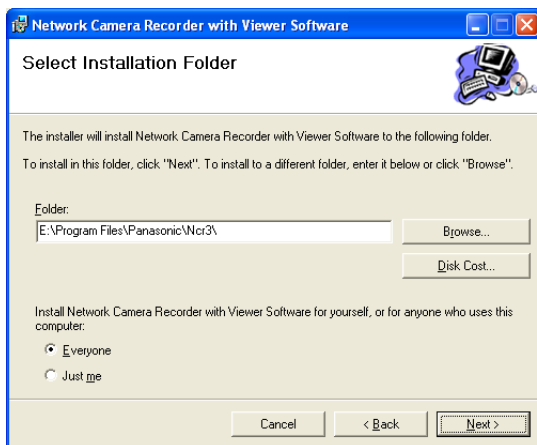 Network Camera Recorder with Viewer Software
Select Installation Folder
The installer will install Network Camera Recorder with Viewer Software to the following folder.
To install in this folder, click "Next". To install to a different folder, enter it below or click "Browse".
Folder:
E:\Program Files\Panasonic\Ncr3\
Browse...
Disk Cost...
Install Network Camera Recorder with Viewer Software for yourself, or for anyone who uses this
computer:
Everyone
Just me
Cancel
< Back
Next >